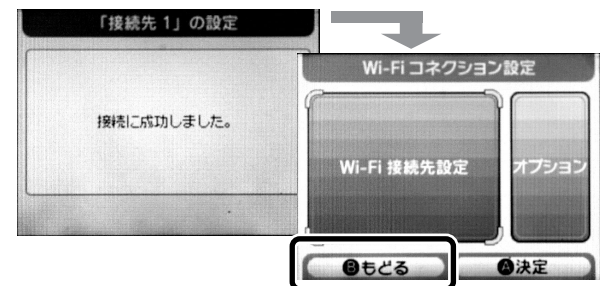 「接続先 1」の設定
接続に成功しました。
Wi-Fi コネクション設定
Wi-Fi 接続先設定
オプション
Bもどる
A決定